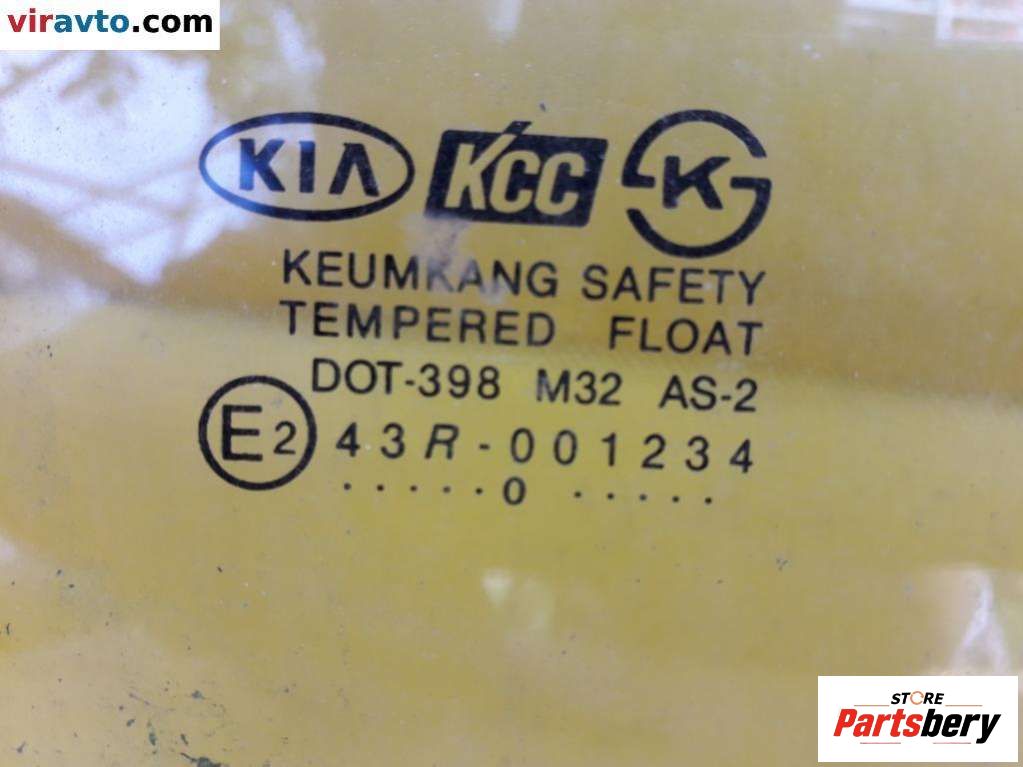 viravto.com
KIA KCC K
KEUMKANG SAFETY
TEMPERED FLOAT
DOT-398 M32 AS-2
E2 43R-001234
.....0 .....
STORE
Partsbery